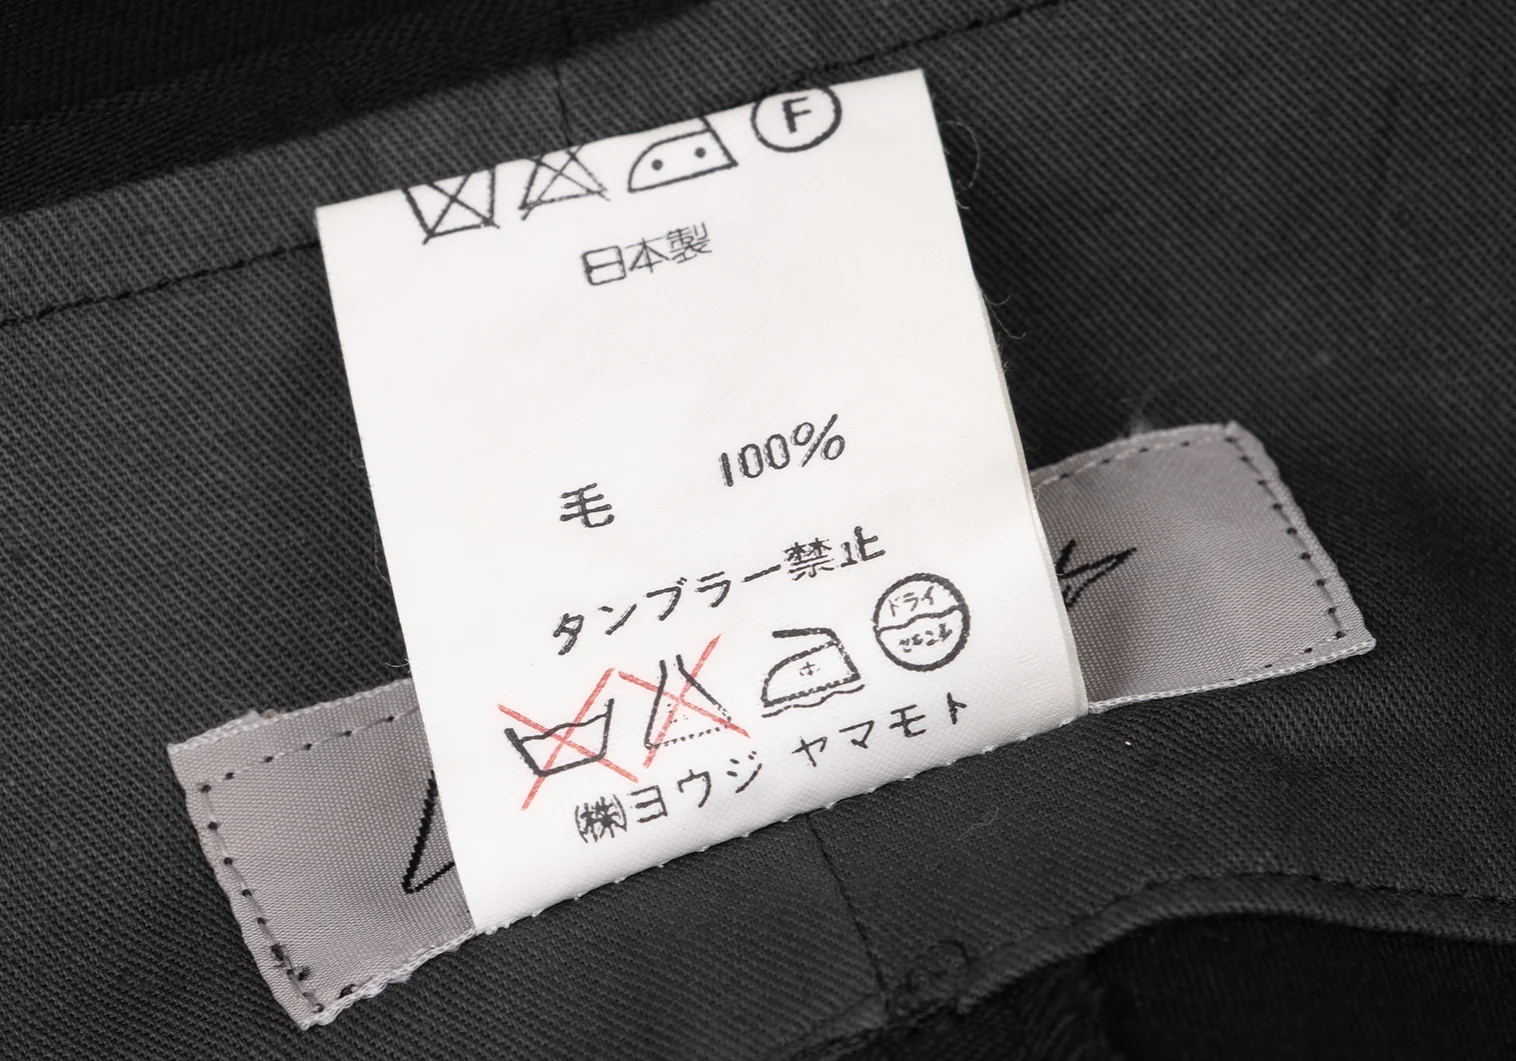 F
日本製
毛 100%
タンブラー禁止
ドライ
セキユ系
㈱ヨウジ ヤマモト